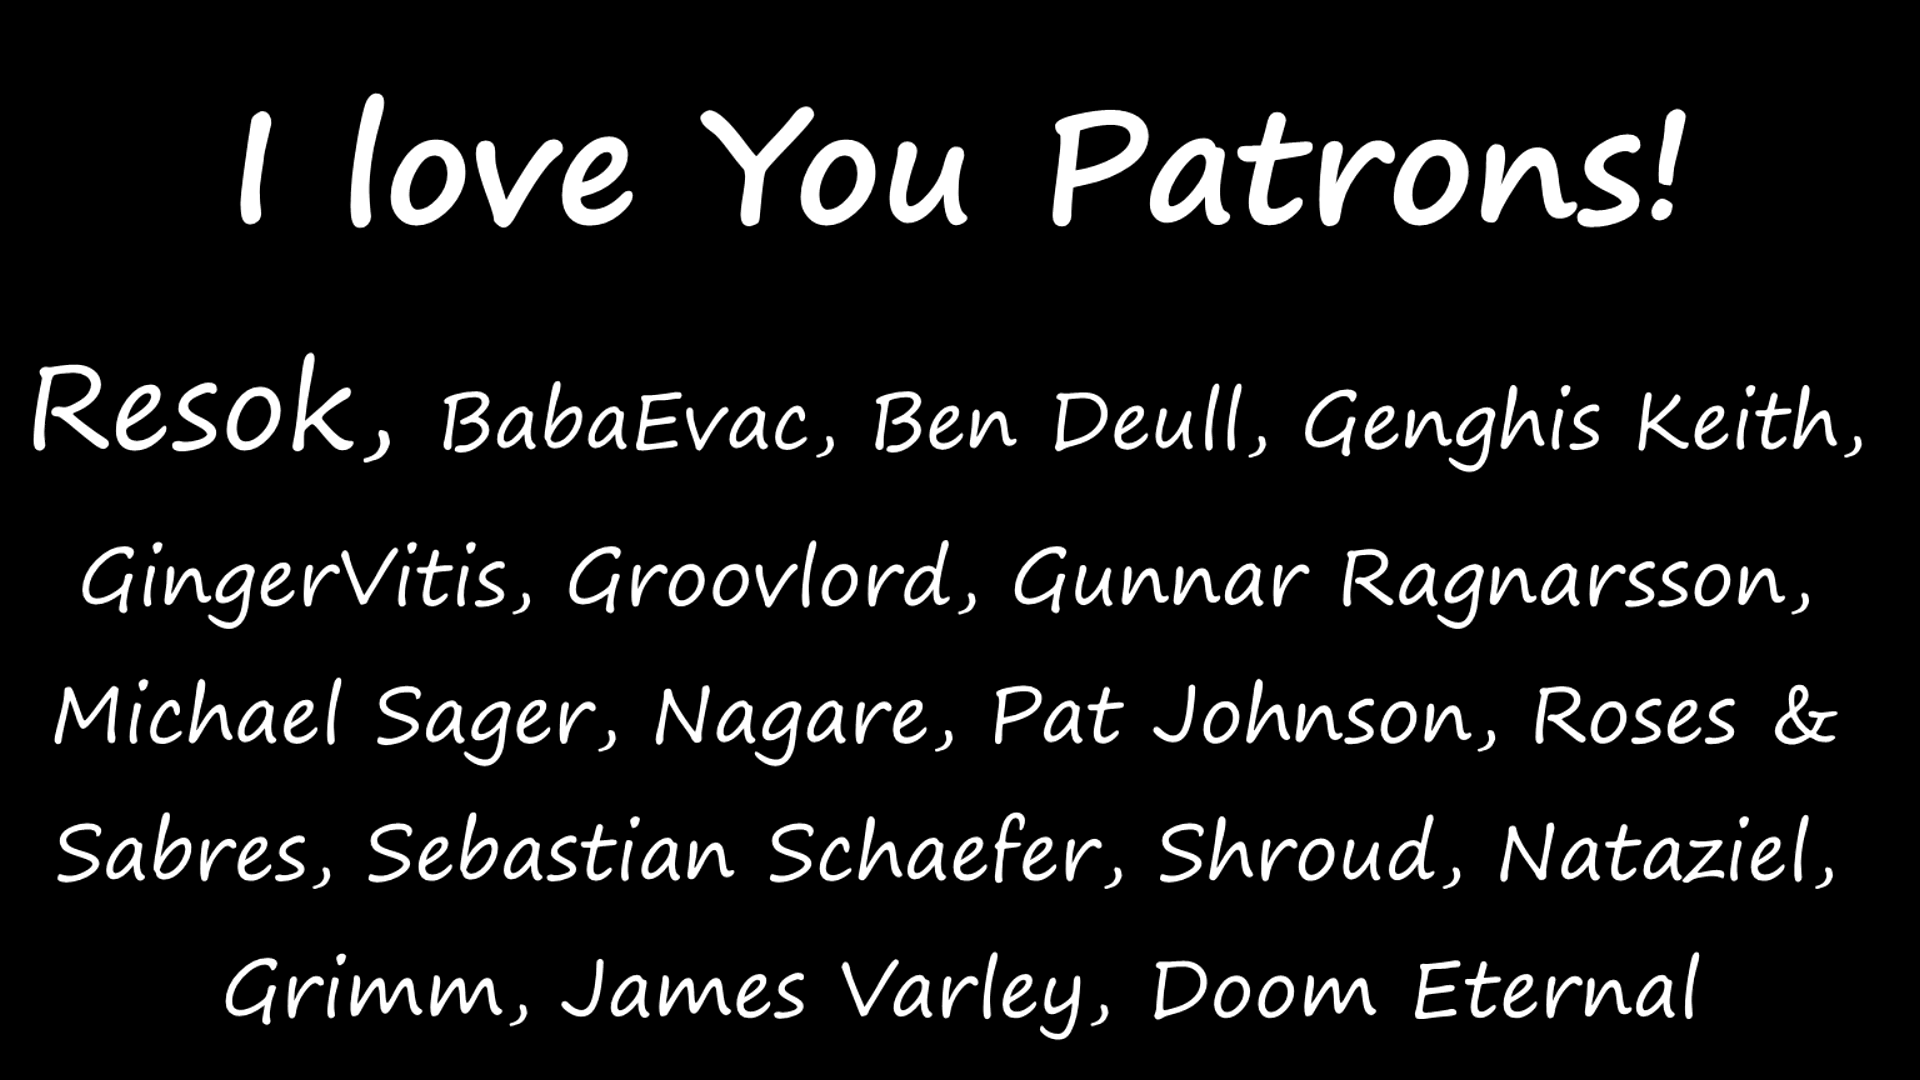 I love You Patrons!
Resok, BabaEvac, Ben Deull, Genghis Keith,
GingerVitis, Groovlord, Gunnar Ragnarsson,
Michael Sager, Nagare, Pat Johnson, Roses &
Sabres, Sebastian Schaefer, Shroud, Nataziel,
Grimm, James Varley, Doom Eternal